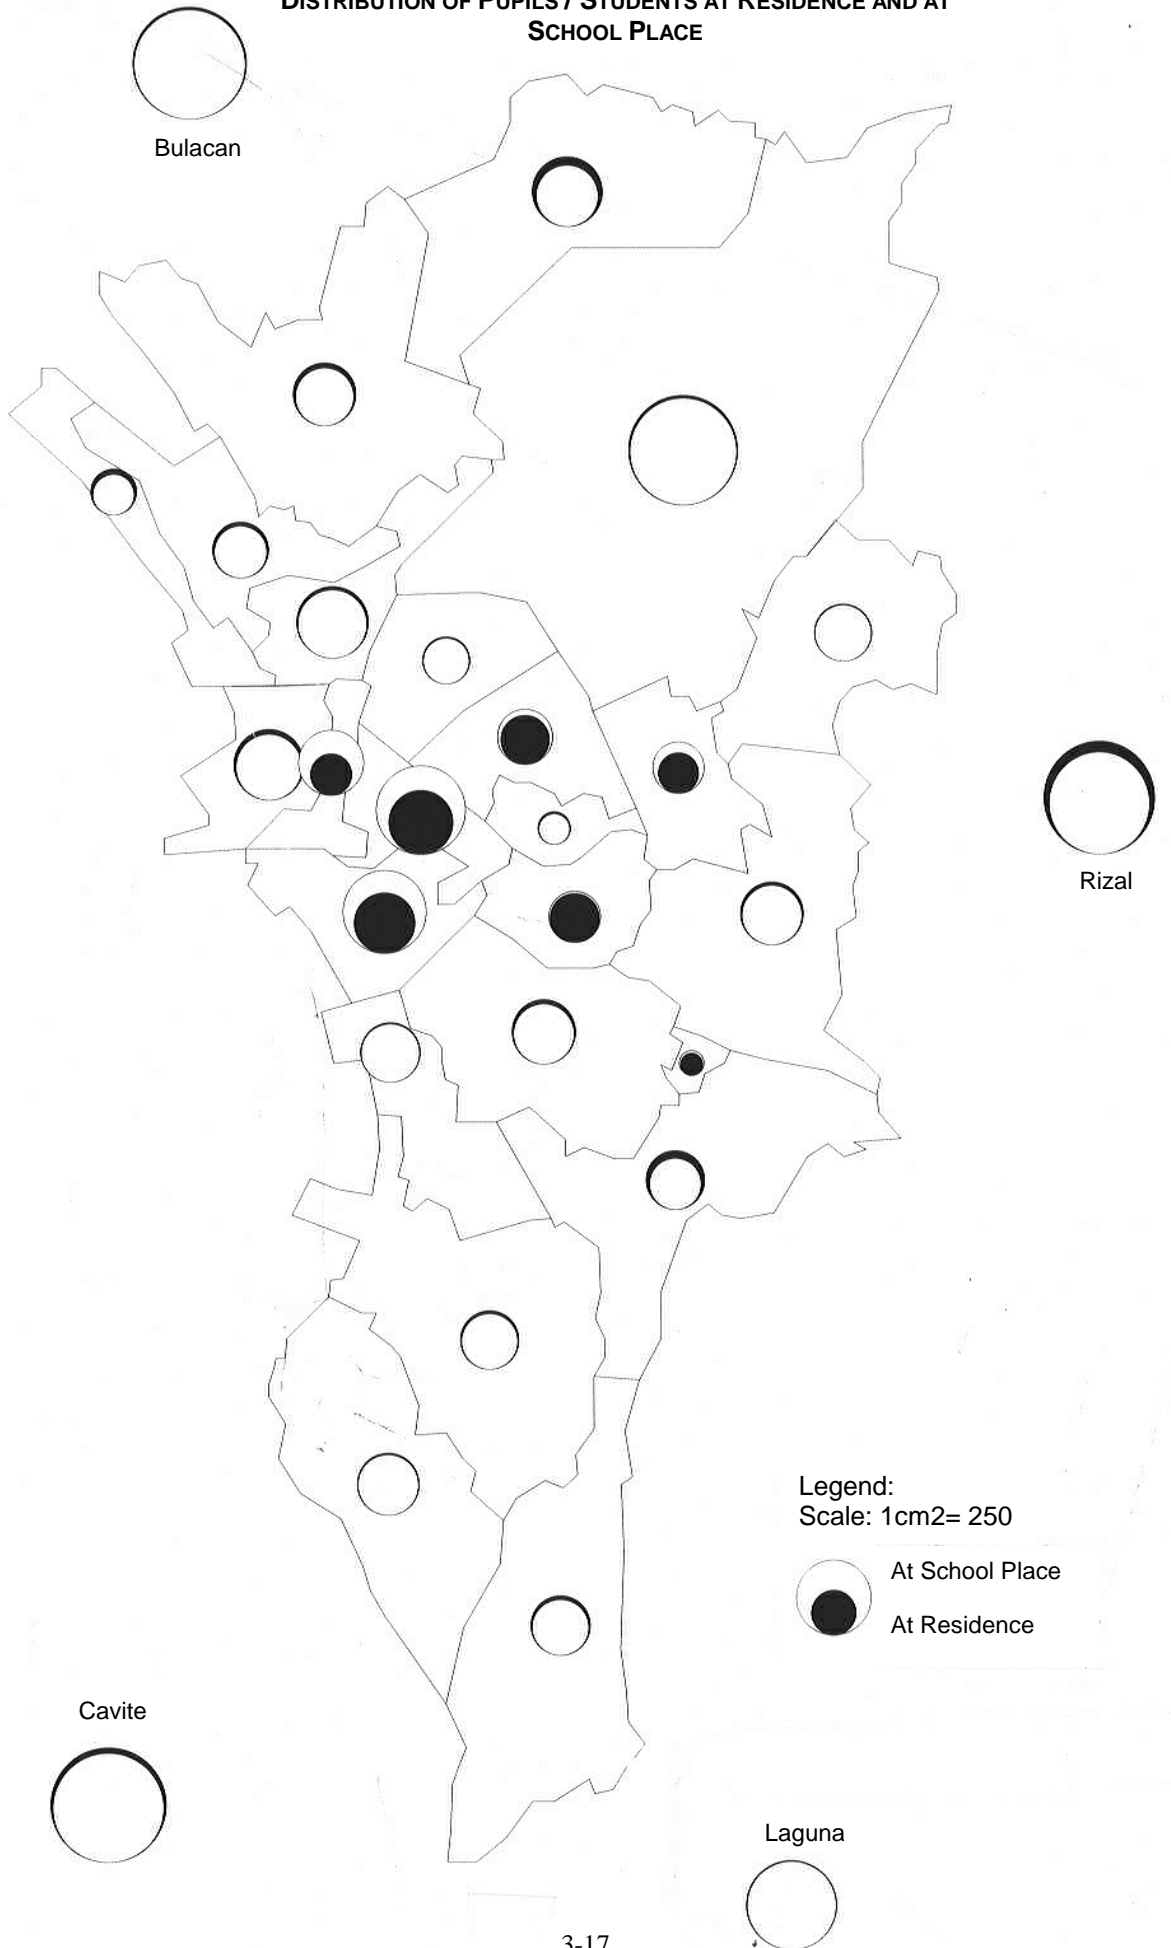 DISTRIBUTION OF PUPILS / STUDENTS AT RESIDENCE AND AT
SCHOOL PLACE
Bulacan
Rizal
Legend:
Scale: 1cm2= 250
At School Place
At Residence
Cavite
Laguna
3-17